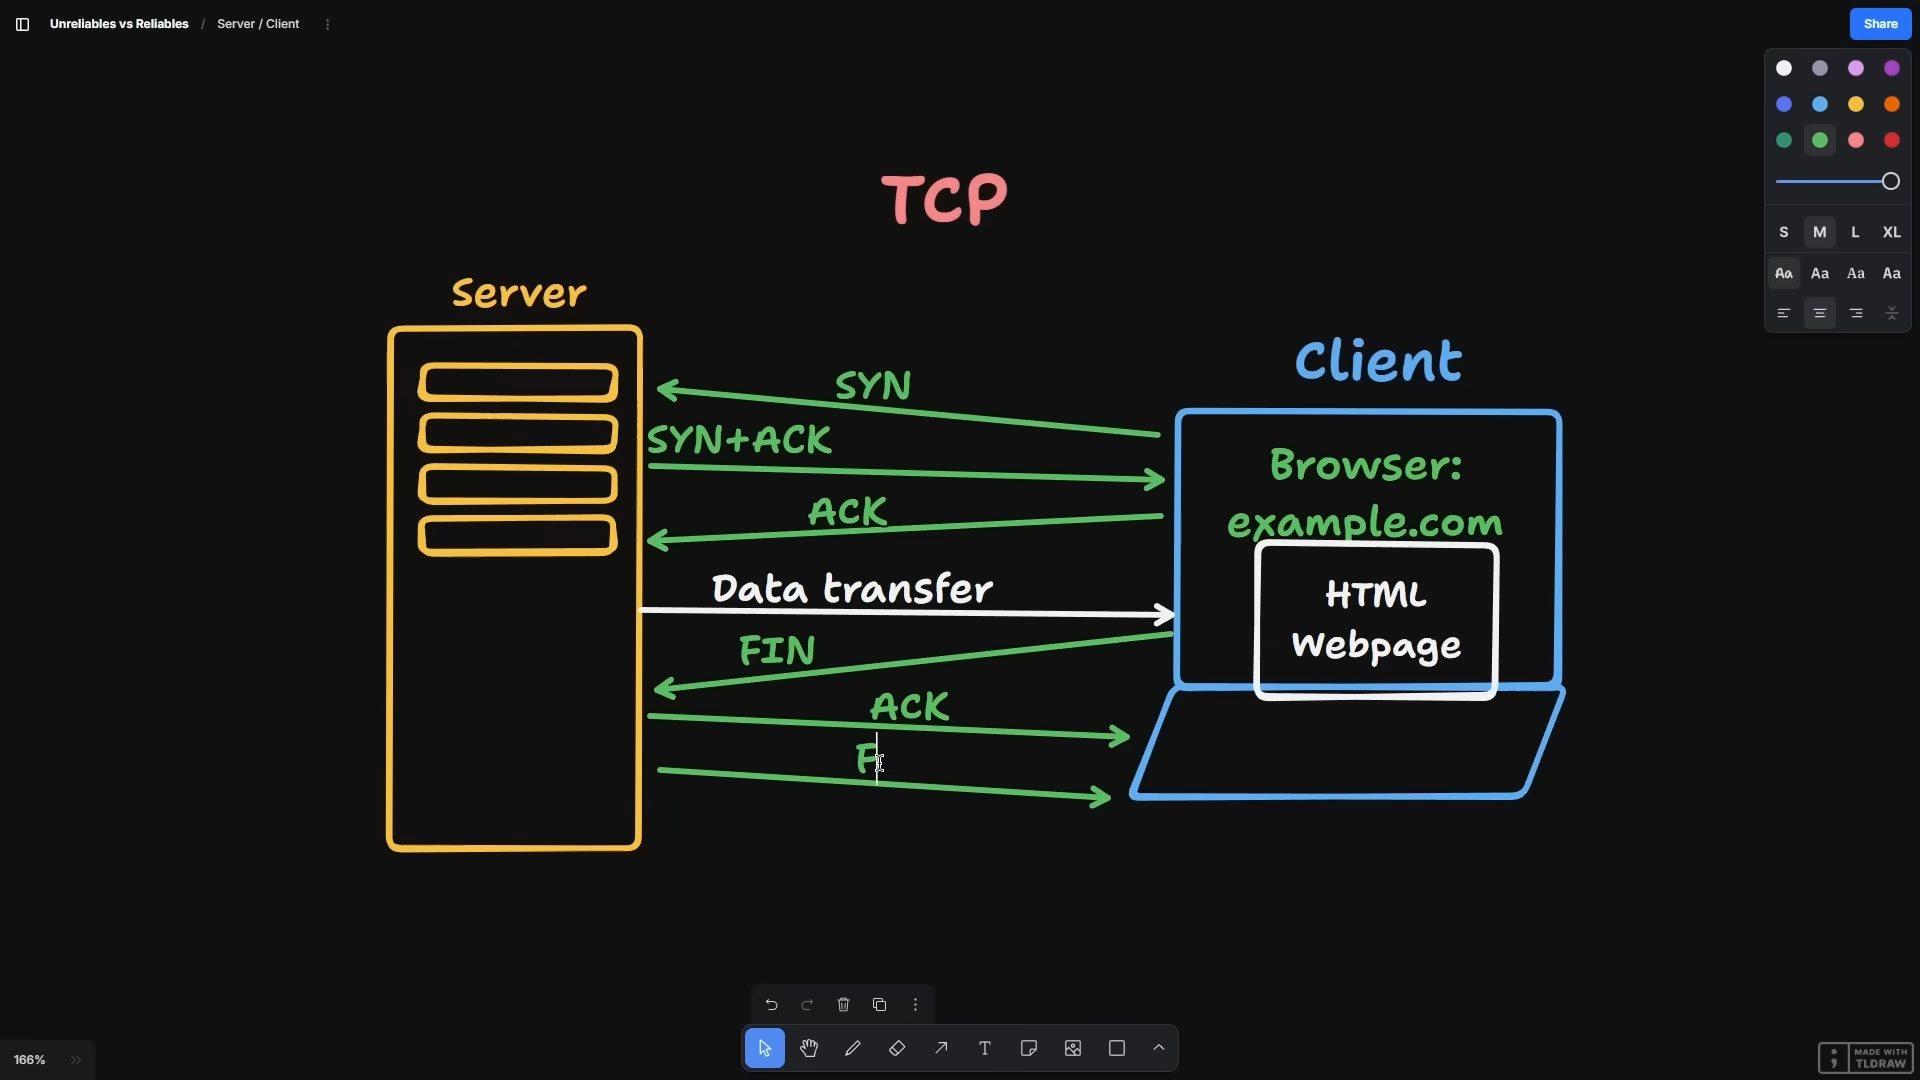 Unreliables vs Reliables / Server / Client
Share
S M L XL
Aa Aa Aa Aa
TCP
Server
Client
SYN
SYN+ACK
Browser:
example.com
ACK
Data transfer
HTML
Webpage
FIN
ACK
F
166%
MADE WITH
TLDRAW